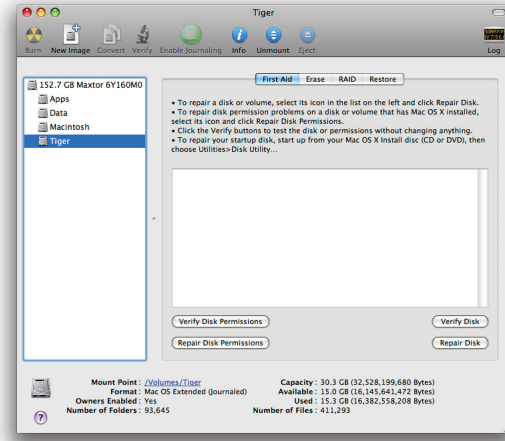 Tiger
Burn New Image Convert Verify Enable Journaling Info Unmount Eject Log
152.7 GB Maxtor 6Y160M0
Apps
Data
Macintosh
Tiger
First Aid Erase RAID Restore
• To repair a disk or volume, select its icon in the list on the left and click Repair Disk.
• To repair disk permission problems on a disk or volume that has Mac OS X installed,
select its icon and click Repair Disk Permissions.
• Click the Verify buttons to test the disk or permissions without changing anything.
• To repair your startup disk, start up from your Mac OS X Install disc (CD or DVD), then
choose Utilities>Disk Utility...
Verify Disk Permissions Verify Disk
Repair Disk Permissions Repair Disk
Mount Point : /Volumes/Tiger Capacity : 30.3 GB (32,528,199,680 Bytes)
Format : Mac OS Extended (Journaled) Available : 15.0 GB (16,145,641,472 Bytes)
Owners Enabled : Yes Used : 15.3 GB (16,382,558,208 Bytes)
Number of Folders : 93,645 Number of Files : 411,293
?